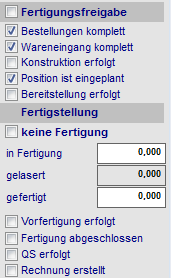 Fertigungsfreigabe
Bestellungen komplett
Wareneingang komplett
Konstruktion erfolgt
Position ist eingeplant
Bereitstellung erfolgt
Fertigstellung
keine Fertigung
in Fertigung 0,000
gelasert 0,000
gefertigt 0,000
Vorfertigung erfolgt
Fertigung abgeschlossen
QS erfolgt
Rechnung erstellt